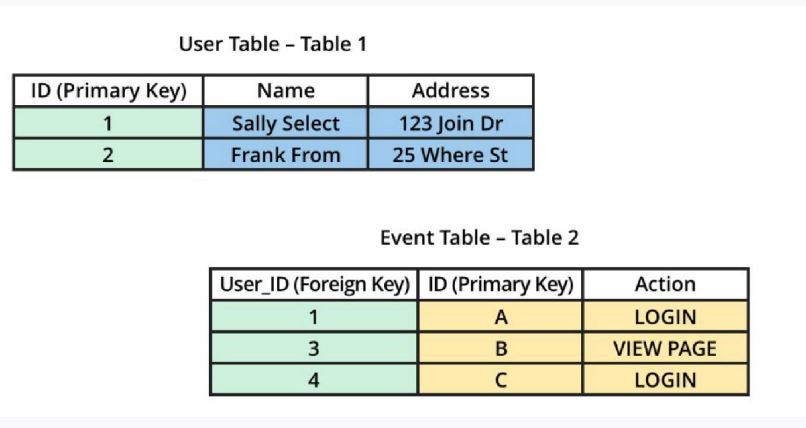 User Table – Table 1
ID (Primary Key) Name Address
1 Sally Select 123 Join Dr
2 Frank From 25 Where St
Event Table – Table 2
User_ID (Foreign Key) ID (Primary Key) Action
1 A LOGIN
3 B VIEW PAGE
4 C LOGIN